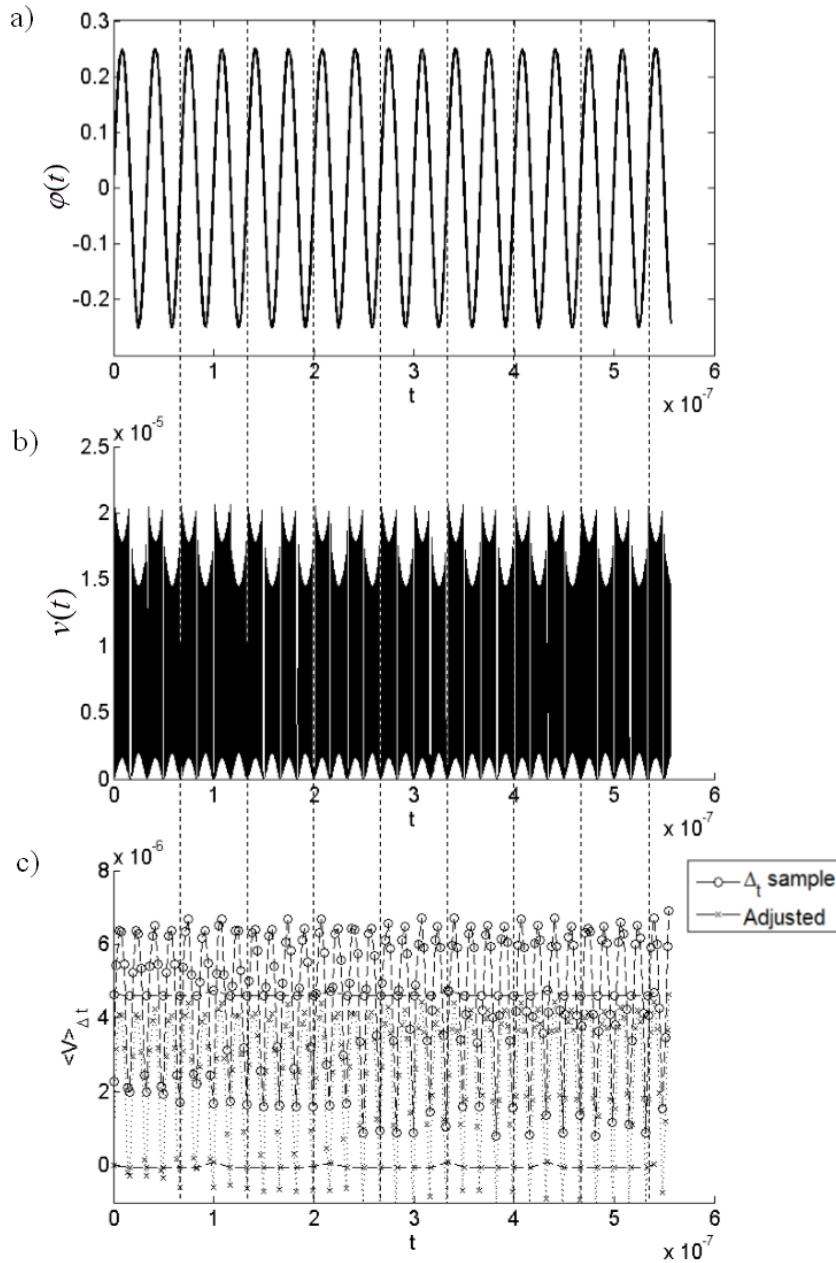 a)
0.3
0.2
0.1
0
-0.1
-0.2
φ(t)
0 1 2 3 4 5 6
t
x 10-7
b)
x 10-5
2.5
2
1.5
1
0.5
0
v(t)
0 1 2 3 4 5 6
t
x 10-7
c)
x 10-6
8
6
4
2
0
<V>Δt
Δt sample
Adjusted
0 1 2 3 4 5 6
t
x 10-7